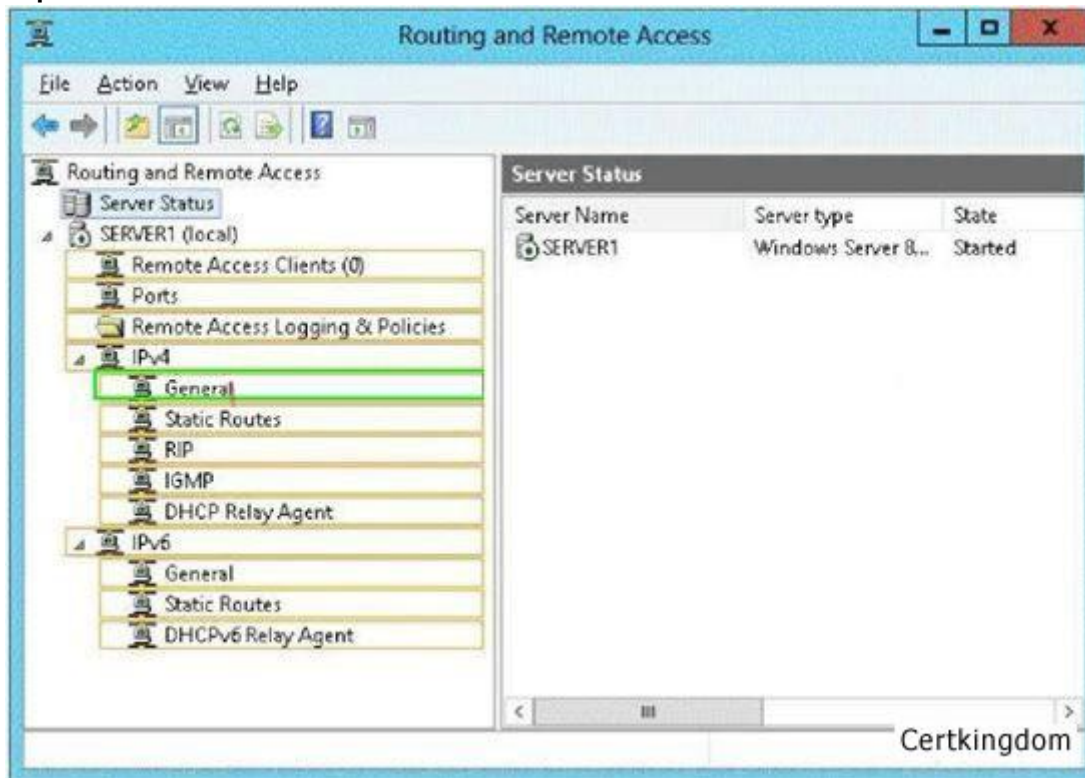 Routing and Remote Access
File Action View Help
Routing and Remote Access
Server Status
SERVER1 (local)
Remote Access Clients (0)
Ports
Remote Access Logging & Policies
IPv4
General
Static Routes
RIP
IGMP
DHCP Relay Agent
IPv6
General
Static Routes
DHCPv6 Relay Agent
Server Status
Server Name Server type State
SERVER1 Windows Server 8... Started
Certkingdom